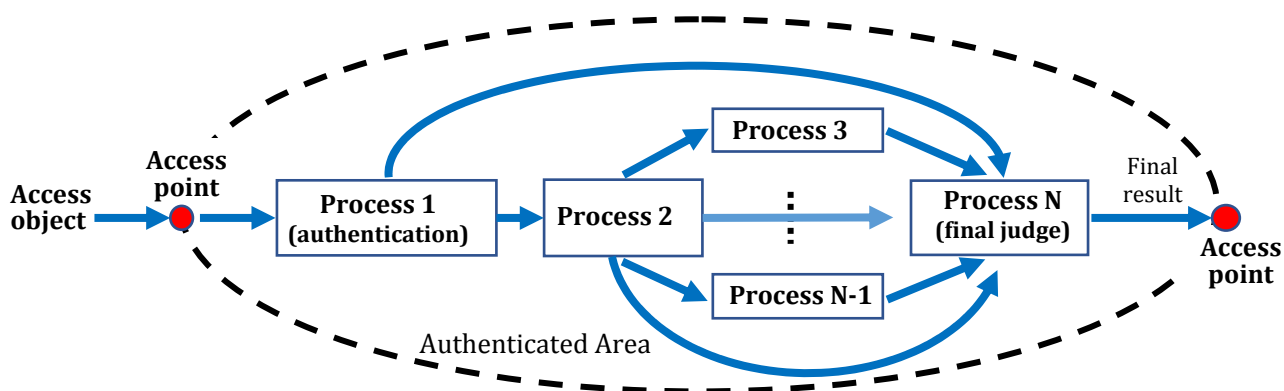 Access
object
Access
point
Process 1
(authentication)
Process 2
Process 3
Process N-1
Process N
(final judge)
Final
result
Access
point
Authenticated Area